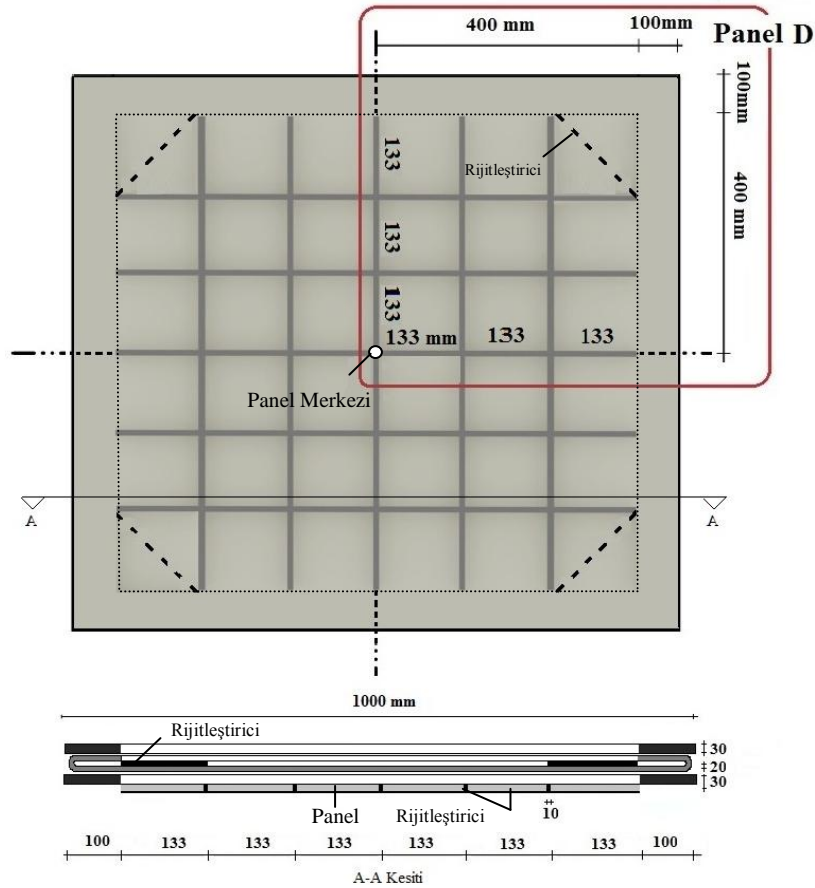 400 mm
100mm
Panel D
100mm
400 mm
133
133
133
Rijitleştirici
133 mm
133
133
Panel Merkezi
A
A
1000 mm
Rijitleştirici
30
20
30
Panel
Rijitleştirici
10
100
133
133
133
133
133
133
100
A-A Kesiti